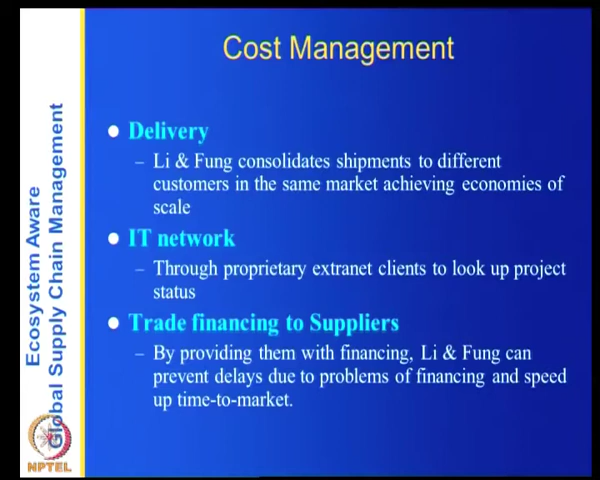 Cost Management
Delivery
– Li & Fung consolidates shipments to different
customers in the same market achieving economies of
scale
IT network
– Through proprietary extranet clients to look up project
status
Trade financing to Suppliers
– By providing them with financing, Li & Fung can
prevent delays due to problems of financing and speed
up time-to-market.
Ecosystem Aware
Global Supply Chain Management
NPTEL